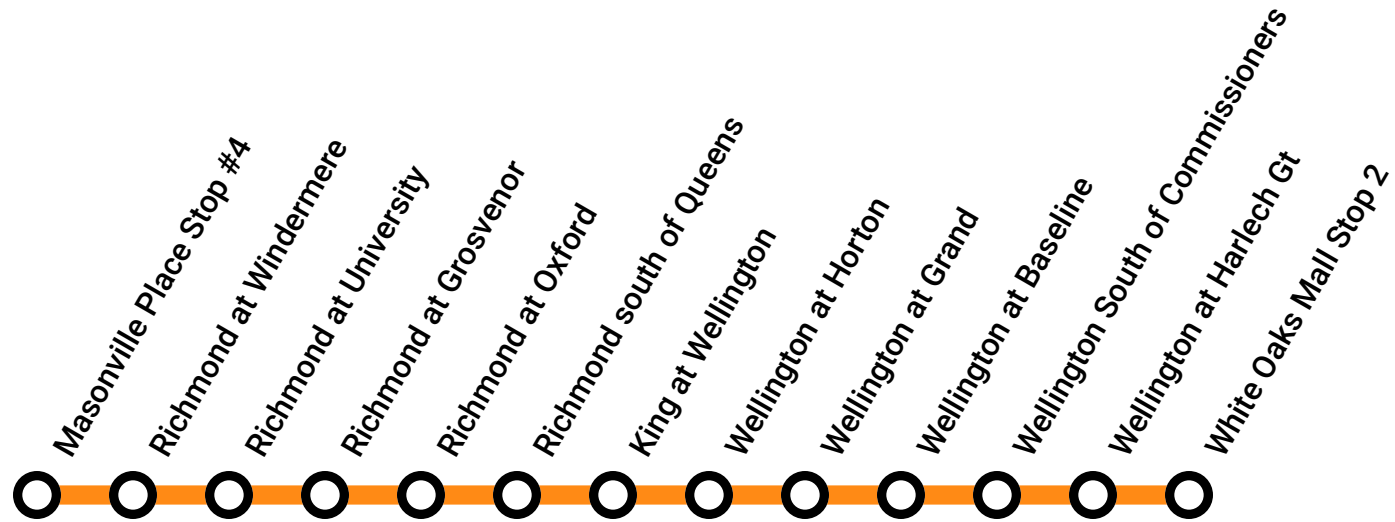 Masonville Place Stop #4
Richmond at Windermere
Richmond at University
Richmond at Grosvenor
Richmond at Oxford
Richmond south of Queens
King at Wellington
Wellington at Horton
Wellington at Grand
Wellington at Baseline
Wellington South of Commissioners
Wellington at Harlech Gt
White Oaks Mall Stop 2